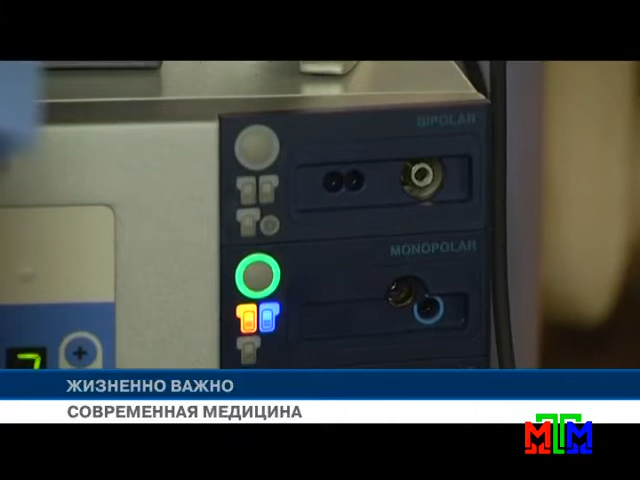 BIPOLAR
MONOPOLAR
7
ЖИЗНЕННО ВАЖНО
СОВРЕМЕННАЯ МЕДИЦИНА
МТМ